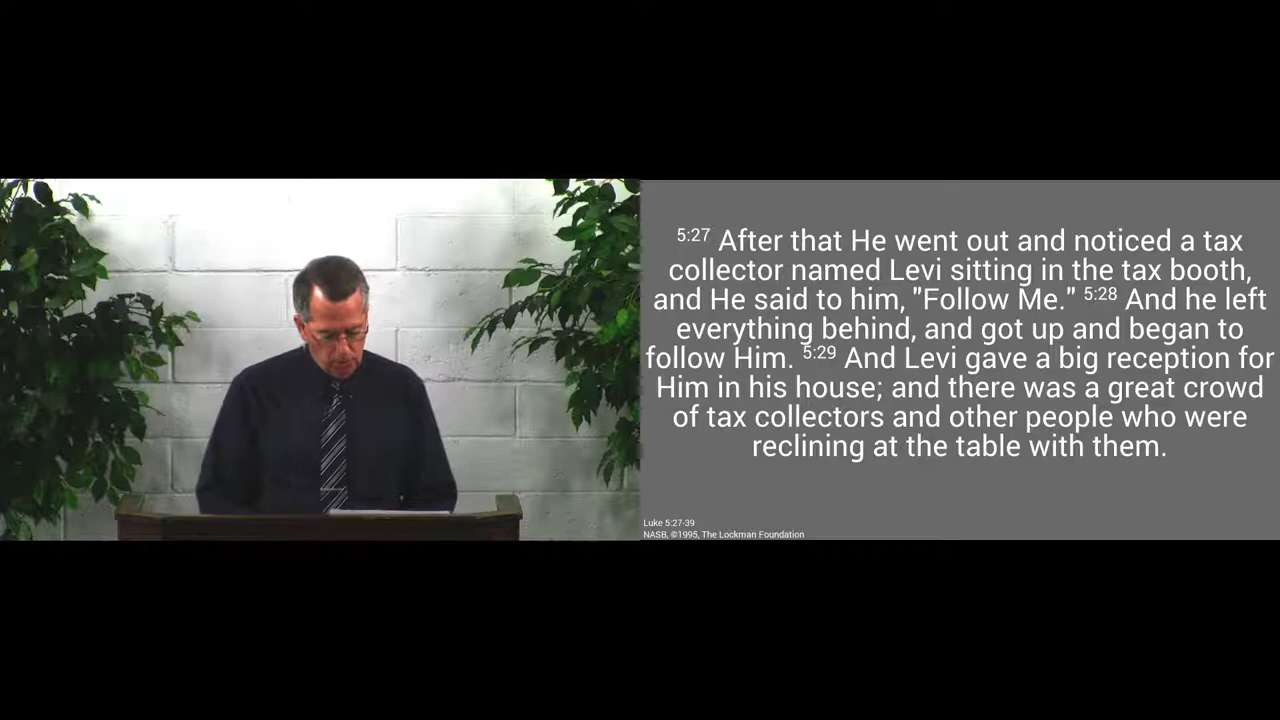 5:27 After that He went out and noticed a tax
collector named Levi sitting in the tax booth,
and He said to him, "Follow Me." 5:28 And he left
everything behind, and got up and began to
follow Him. 5:29 And Levi gave a big reception for
Him in his house; and there was a great crowd
of tax collectors and other people who were
reclining at the table with them.
Luke 5:27-39
NASB, ©1995, The Lockman Foundation